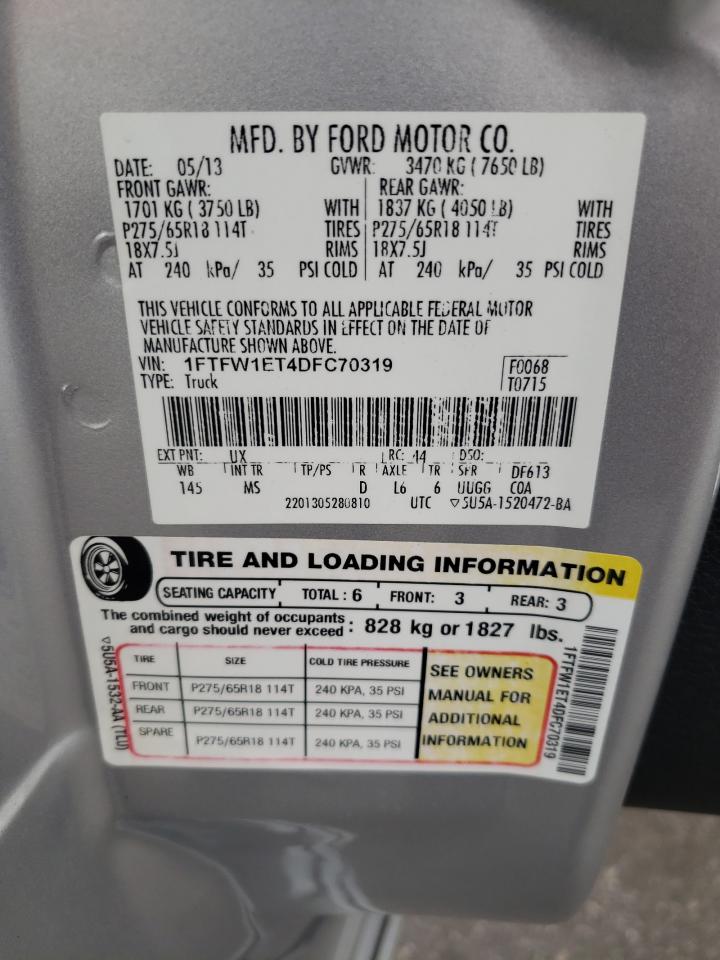 MFD. BY FORD MOTOR CO.
DATE: 05/13 GVWR: 3470 KG ( 7650 LB)
FRONT GAWR: REAR GAWR:
1701 KG ( 3750 LB) WITH 1837 KG ( 4050 LB) WITH
P275/65R18 114T TIRES P275/65R18 114T TIRES
18X7.5J RIMS 18X7.5J RIMS
AT 240 kPa/ 35 PSI COLD AT 240 kPa/ 35 PSI COLD
THIS VEHICLE CONFORMS TO ALL APPLICABLE FEDERAL MOTOR
VEHICLE SAFETY STANDARDS IN EFFECT ON THE DATE OF
MANUFACTURE SHOWN ABOVE.
VIN: 1FTFW1ET4DFC70319 F0068
TYPE: Truck T0715
EXT PNT: UX RC: 44 DSO:
WB INT TR TP/PS R AXLE TR SPR DF613
145 MS D L6 6 UUGG COA
2201305280810 UTC ▽5U5A-1520472-BA
TIRE AND LOADING INFORMATION
SEATING CAPACITY TOTAL : 6 FRONT: 3 REAR: 3
The combined weight of occupants
and cargo should never exceed : 828 kg or 1827 lbs.
TIRE SIZE COLD TIRE PRESSURE
FRONT P275/65R18 114T 240 KPA, 35 PSI
REAR P275/65R18 114T 240 KPA, 35 PSI
SPARE P275/65R18 114T 240 KPA, 35 PSI
SEE OWNERS
MANUAL FOR
ADDITIONAL
INFORMATION
▽5U5A-1532-AA (TLU)
1FTFW1ET4DFC70319